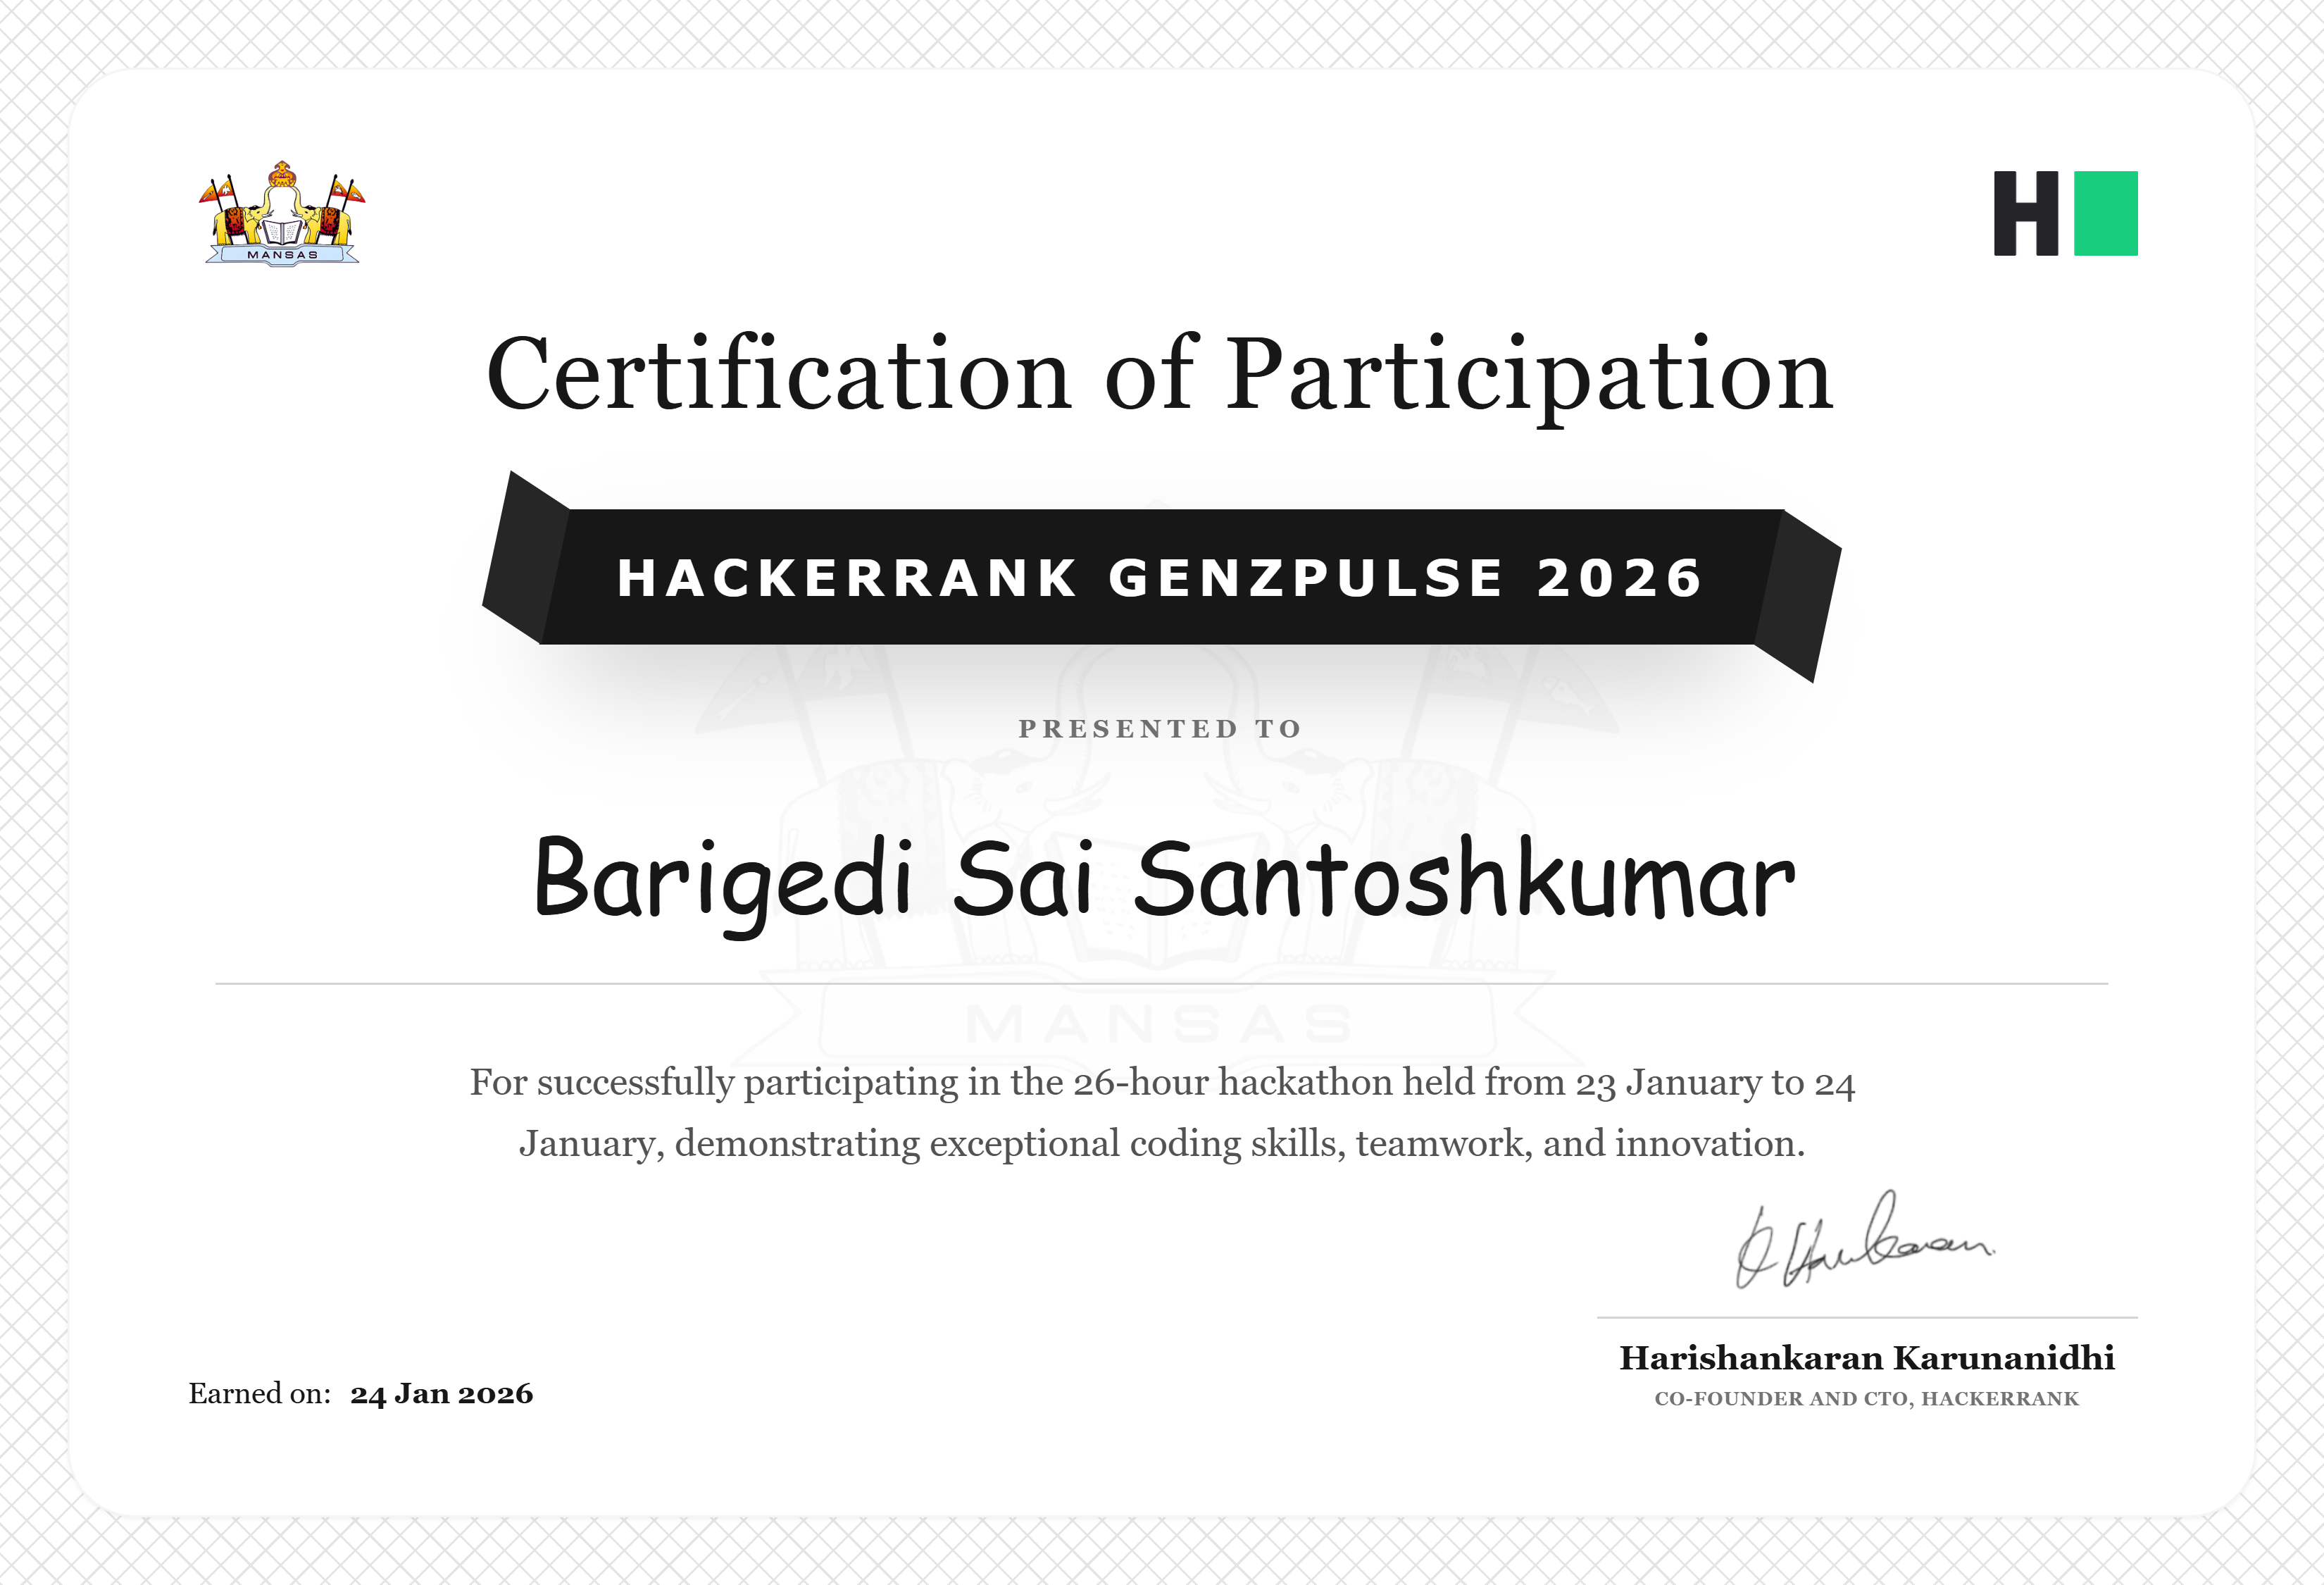 MANSAS
H
Certification of Participation
HACKERRANK GENZPULSE 2026
PRESENTED TO
Barigedi Sai Santoshkumar
MANSAS
For successfully participating in the 26-hour hackathon held from 23 January to 24
January, demonstrating exceptional coding skills, teamwork, and innovation.
Harishankaran Karunanidhi
CO-FOUNDER AND CTO, HACKERRANK
Earned on: 24 Jan 2026